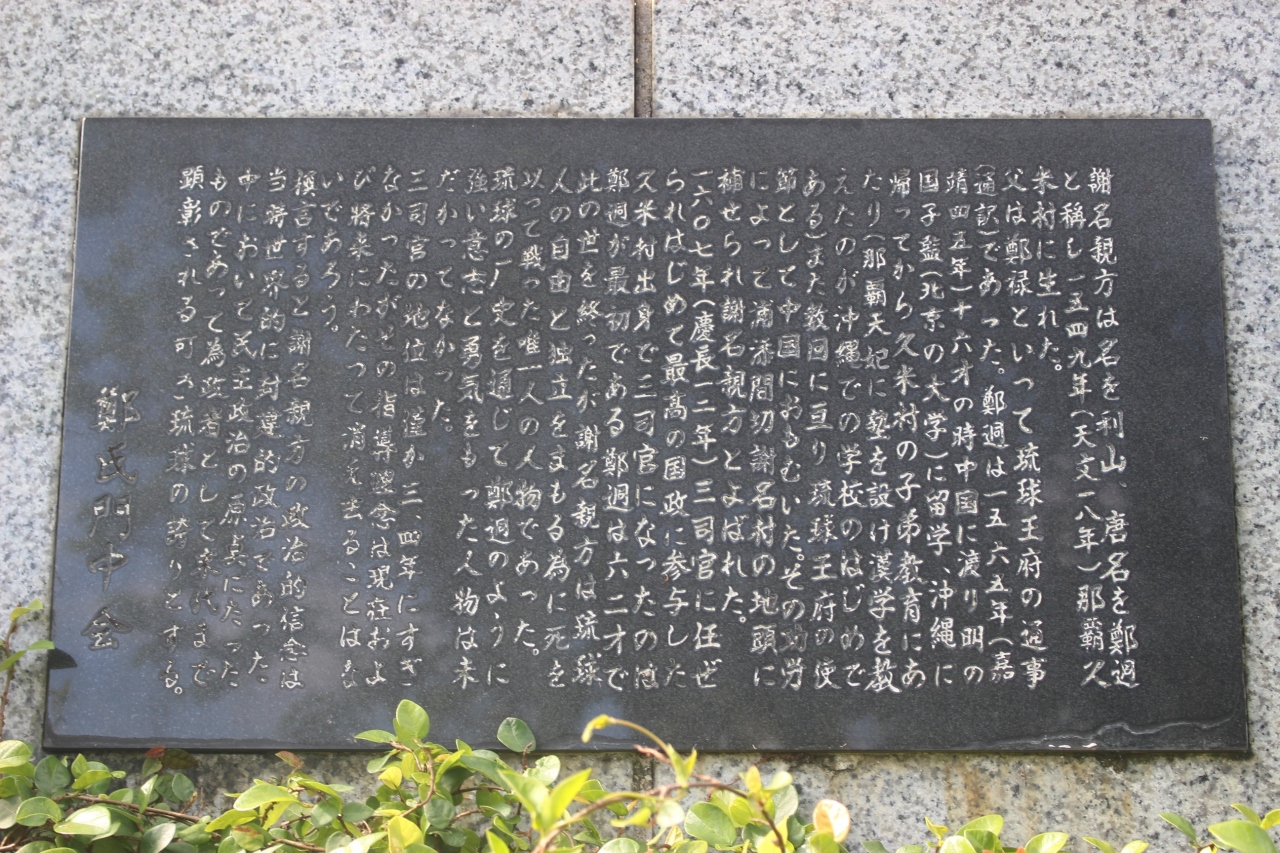 謝名親方は名を利山、唐名を鄭迵
と称し一五四九年(天文一八年)那覇久
米村に生れた。
父は鄭禄といって琉球王府の通事
(通訳)であった。鄭迵は一五六五年(嘉
靖四五年)十六才の時中国に渡り明の
国子監(北京の大学)に留学、沖縄に
帰ってから久米村の子弟教育にあ
たり(那覇天妃に塾を設け漢学を教
えたのが沖縄での学校のはじめで
ある)また数回に亘り琉球王府の使
節として中国におもむいた。その功労
によって浦添間切謝名村の地頭に
補せられ謝名親方とよばれた。
一六〇七年(慶長一二年)三司官に任ぜ
られはじめて最高の国政に参与した
久米村出身で三司官になったのは
鄭迵が最初である鄭迵は六二才で
此の世を終ったが謝名親方は琉球
人の自由と独立をまもる為に死を
以って戦った唯一人の人物であった。
琉球の厂史を通じて鄭迵のように
強い意志と勇気をもった人物は未
だかってなかった。
三司官の地位は僅か三四年にすぎ
なかったがその指導理念は現在およ
び将来にわたって消え去ることはな
いであろう。
換言すると謝名親方の政治的信念は
当時世界的に封建的政治であった
中において民主政治の原点にたった
ものであって為政者として末代まで
顕彰される可き琉球の誇りとする。
鄭氏門中会